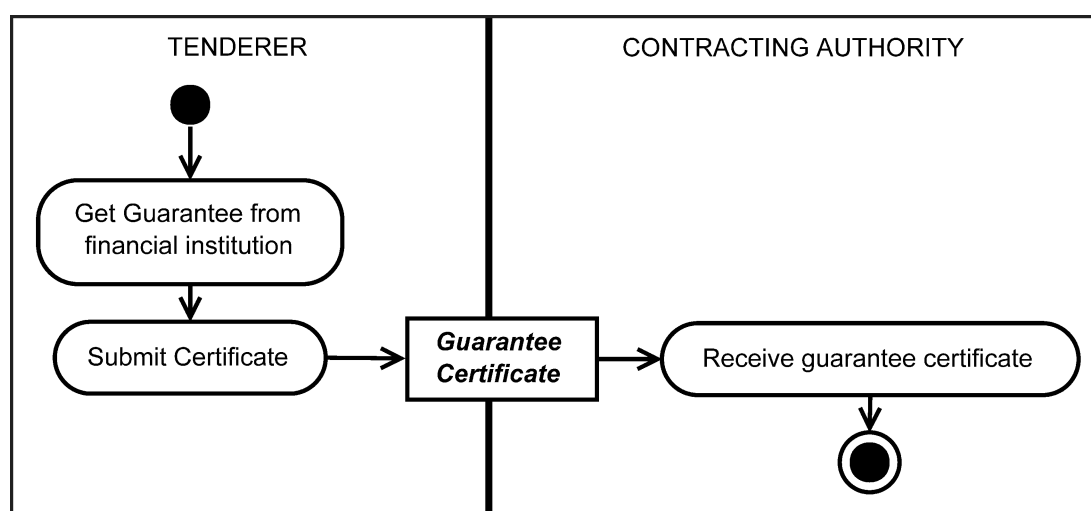 TENDERER
CONTRACTING AUTHORITY
Get Guarantee from
financial institution
Submit Certificate
Guarantee
Certificate
Receive guarantee certificate